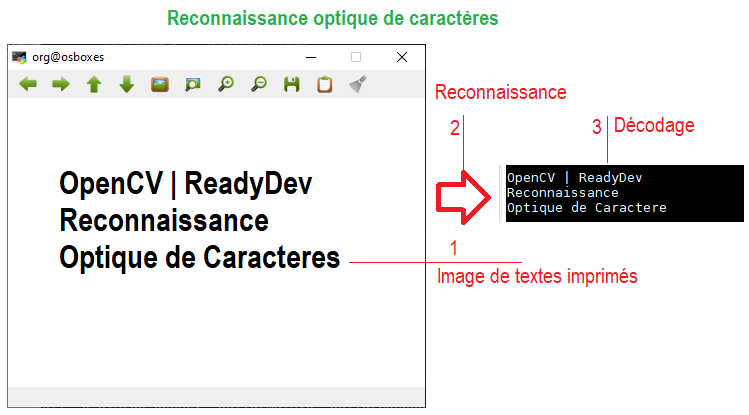 Reconnaissance optique de caractères
org@osboxes
OpenCV | ReadyDev
Reconnaissance
Optique de Caracteres
Reconnaissance
2
3 Décodage
OpenCV | ReadyDev
Reconnaissance
Optique de Caractere
1
Image de textes imprimés